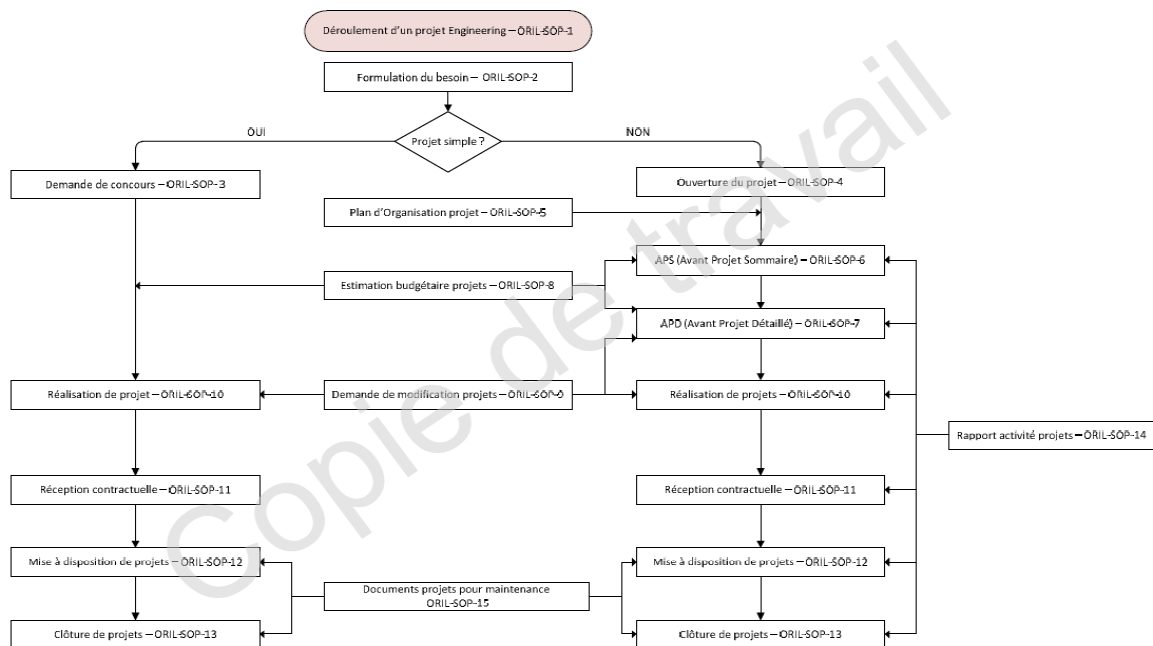 Déroulement d'un projet Engineering – ORIL-SOP-1
Formulation du besoin – ORIL-SOP-2
OUI
Projet simple ?
NON
Demande de concours – ORIL-SOP-3
Ouverture du projet – ORIL-SOP-4
Plan d'Organisation projet – ORIL-SOP-5
APS (Avant Projet Sommaire) – ORIL-SOP-6
Estimation budgétaire projets – ORIL-SOP-8
APD (Avant Projet Détaillé) – ORIL-SOP-7
Réalisation de projet – ORIL-SOP-10
Demande de modification projets – ORIL-SOP-9
Réalisation de projets – ORIL-SOP-10
Rapport activité projets – ORIL-SOP-14
Réception contractuelle – ORIL-SOP-11
Réception contractuelle – ORIL-SOP-11
Mise à disposition de projets – ORIL-SOP-12
Mise à disposition de projets – ORIL-SOP-12
Documents projets pour maintenance
ORIL-SOP-15
Clôture de projets – ORIL-SOP-13
Clôture de projets – ORIL-SOP-13
Copie de travail